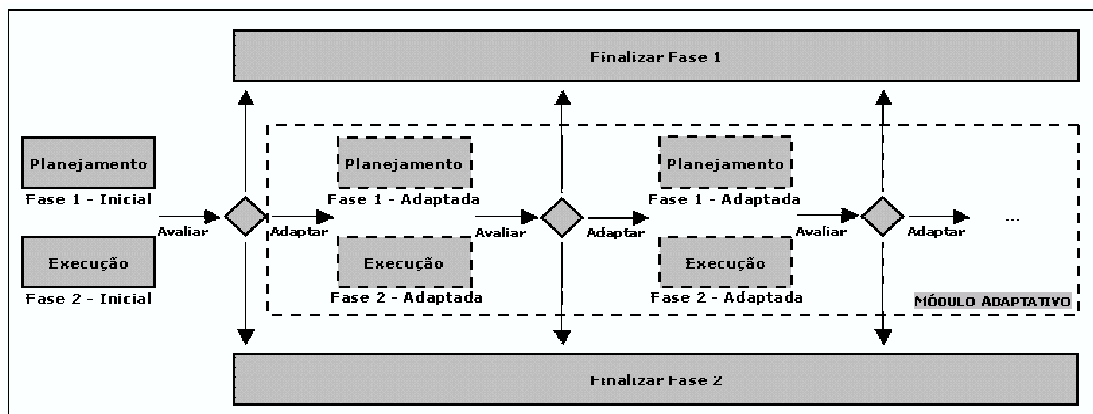 Finalizar Fase 1
Planejamento
Planejamento
Planejamento
Fase 1 - Inicial
Fase 1 - Adaptada
Fase 1 - Adaptada
Avaliar
Adaptar
Avaliar
Adaptar
Avaliar
Adaptar
...
Execução
Execução
Execução
Fase 2 - Inicial
Fase 2 - Adaptada
Fase 2 - Adaptada
MÓDULO ADAPTATIVO
Finalizar Fase 2